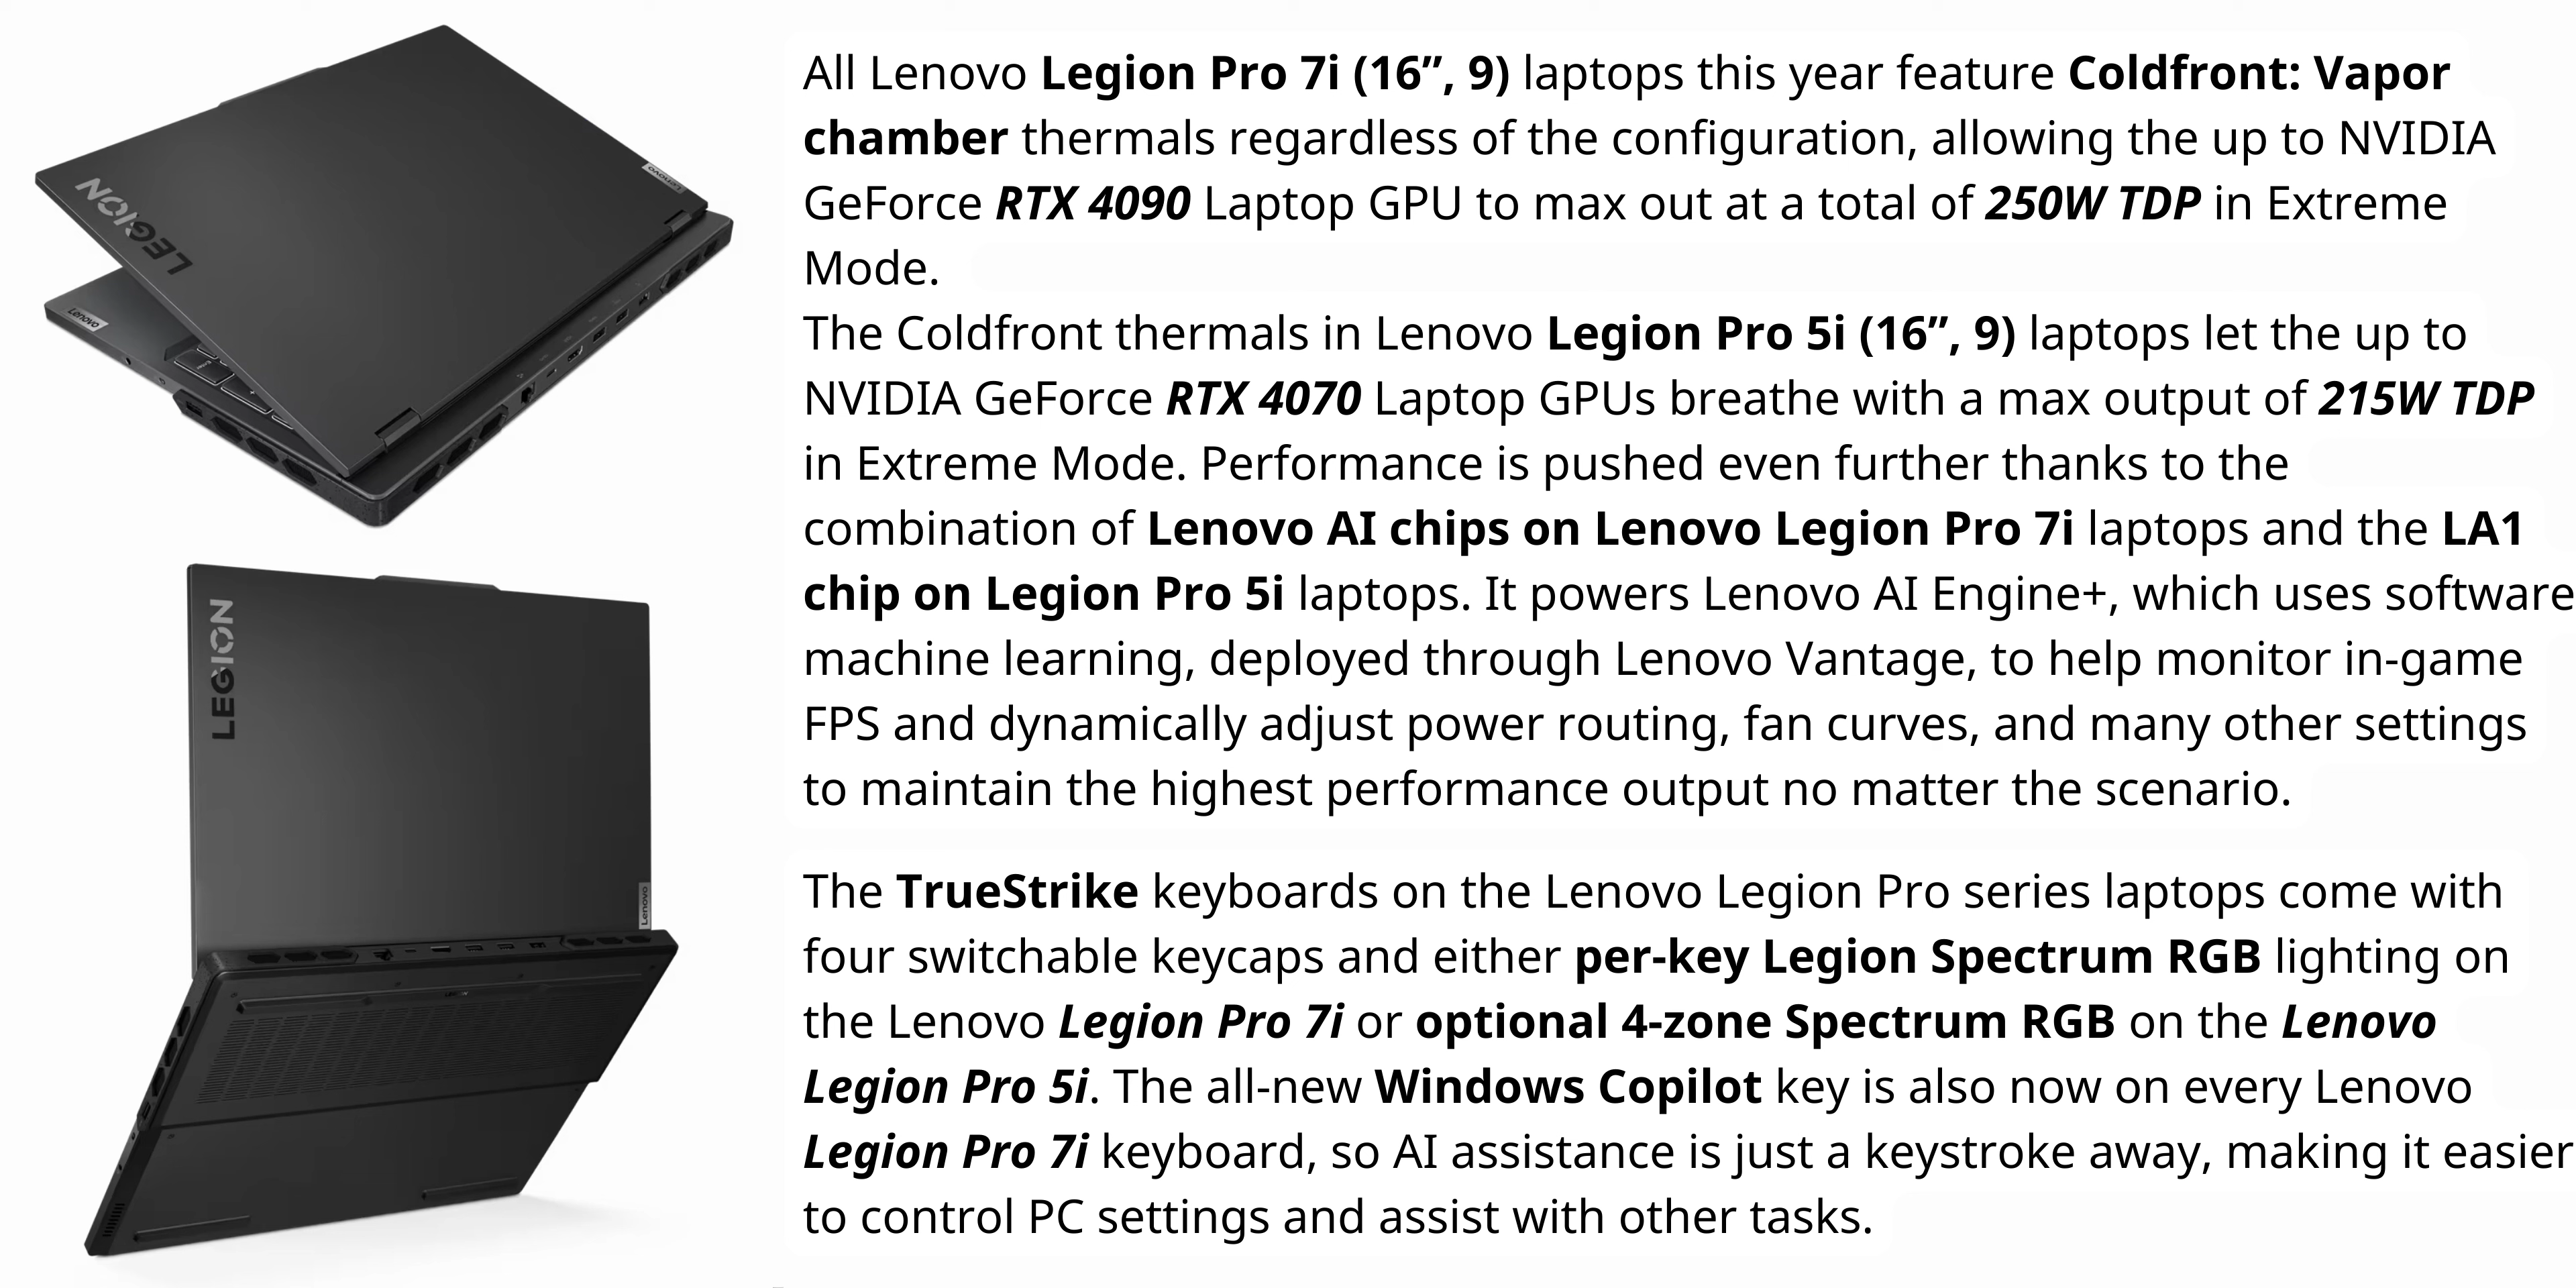 LEGION
Lenovo
Lenovo
LEGION
Lenovo
All Lenovo Legion Pro 7i (16”, 9) laptops this year feature Coldfront: Vapor
chamber thermals regardless of the configuration, allowing the up to NVIDIA
GeForce RTX 4090 Laptop GPU to max out at a total of 250W TDP in Extreme
Mode.
The Coldfront thermals in Lenovo Legion Pro 5i (16”, 9) laptops let the up to
NVIDIA GeForce RTX 4070 Laptop GPUs breathe with a max output of 215W TDP
in Extreme Mode. Performance is pushed even further thanks to the
combination of Lenovo AI chips on Lenovo Legion Pro 7i laptops and the LA1
chip on Legion Pro 5i laptops. It powers Lenovo AI Engine+, which uses software
machine learning, deployed through Lenovo Vantage, to help monitor in-game
FPS and dynamically adjust power routing, fan curves, and many other settings
to maintain the highest performance output no matter the scenario.
The TrueStrike keyboards on the Lenovo Legion Pro series laptops come with
four switchable keycaps and either per-key Legion Spectrum RGB lighting on
the Lenovo Legion Pro 7i or optional 4-zone Spectrum RGB on the Lenovo
Legion Pro 5i. The all-new Windows Copilot key is also now on every Lenovo
Legion Pro 7i keyboard, so AI assistance is just a keystroke away, making it easier
to control PC settings and assist with other tasks.